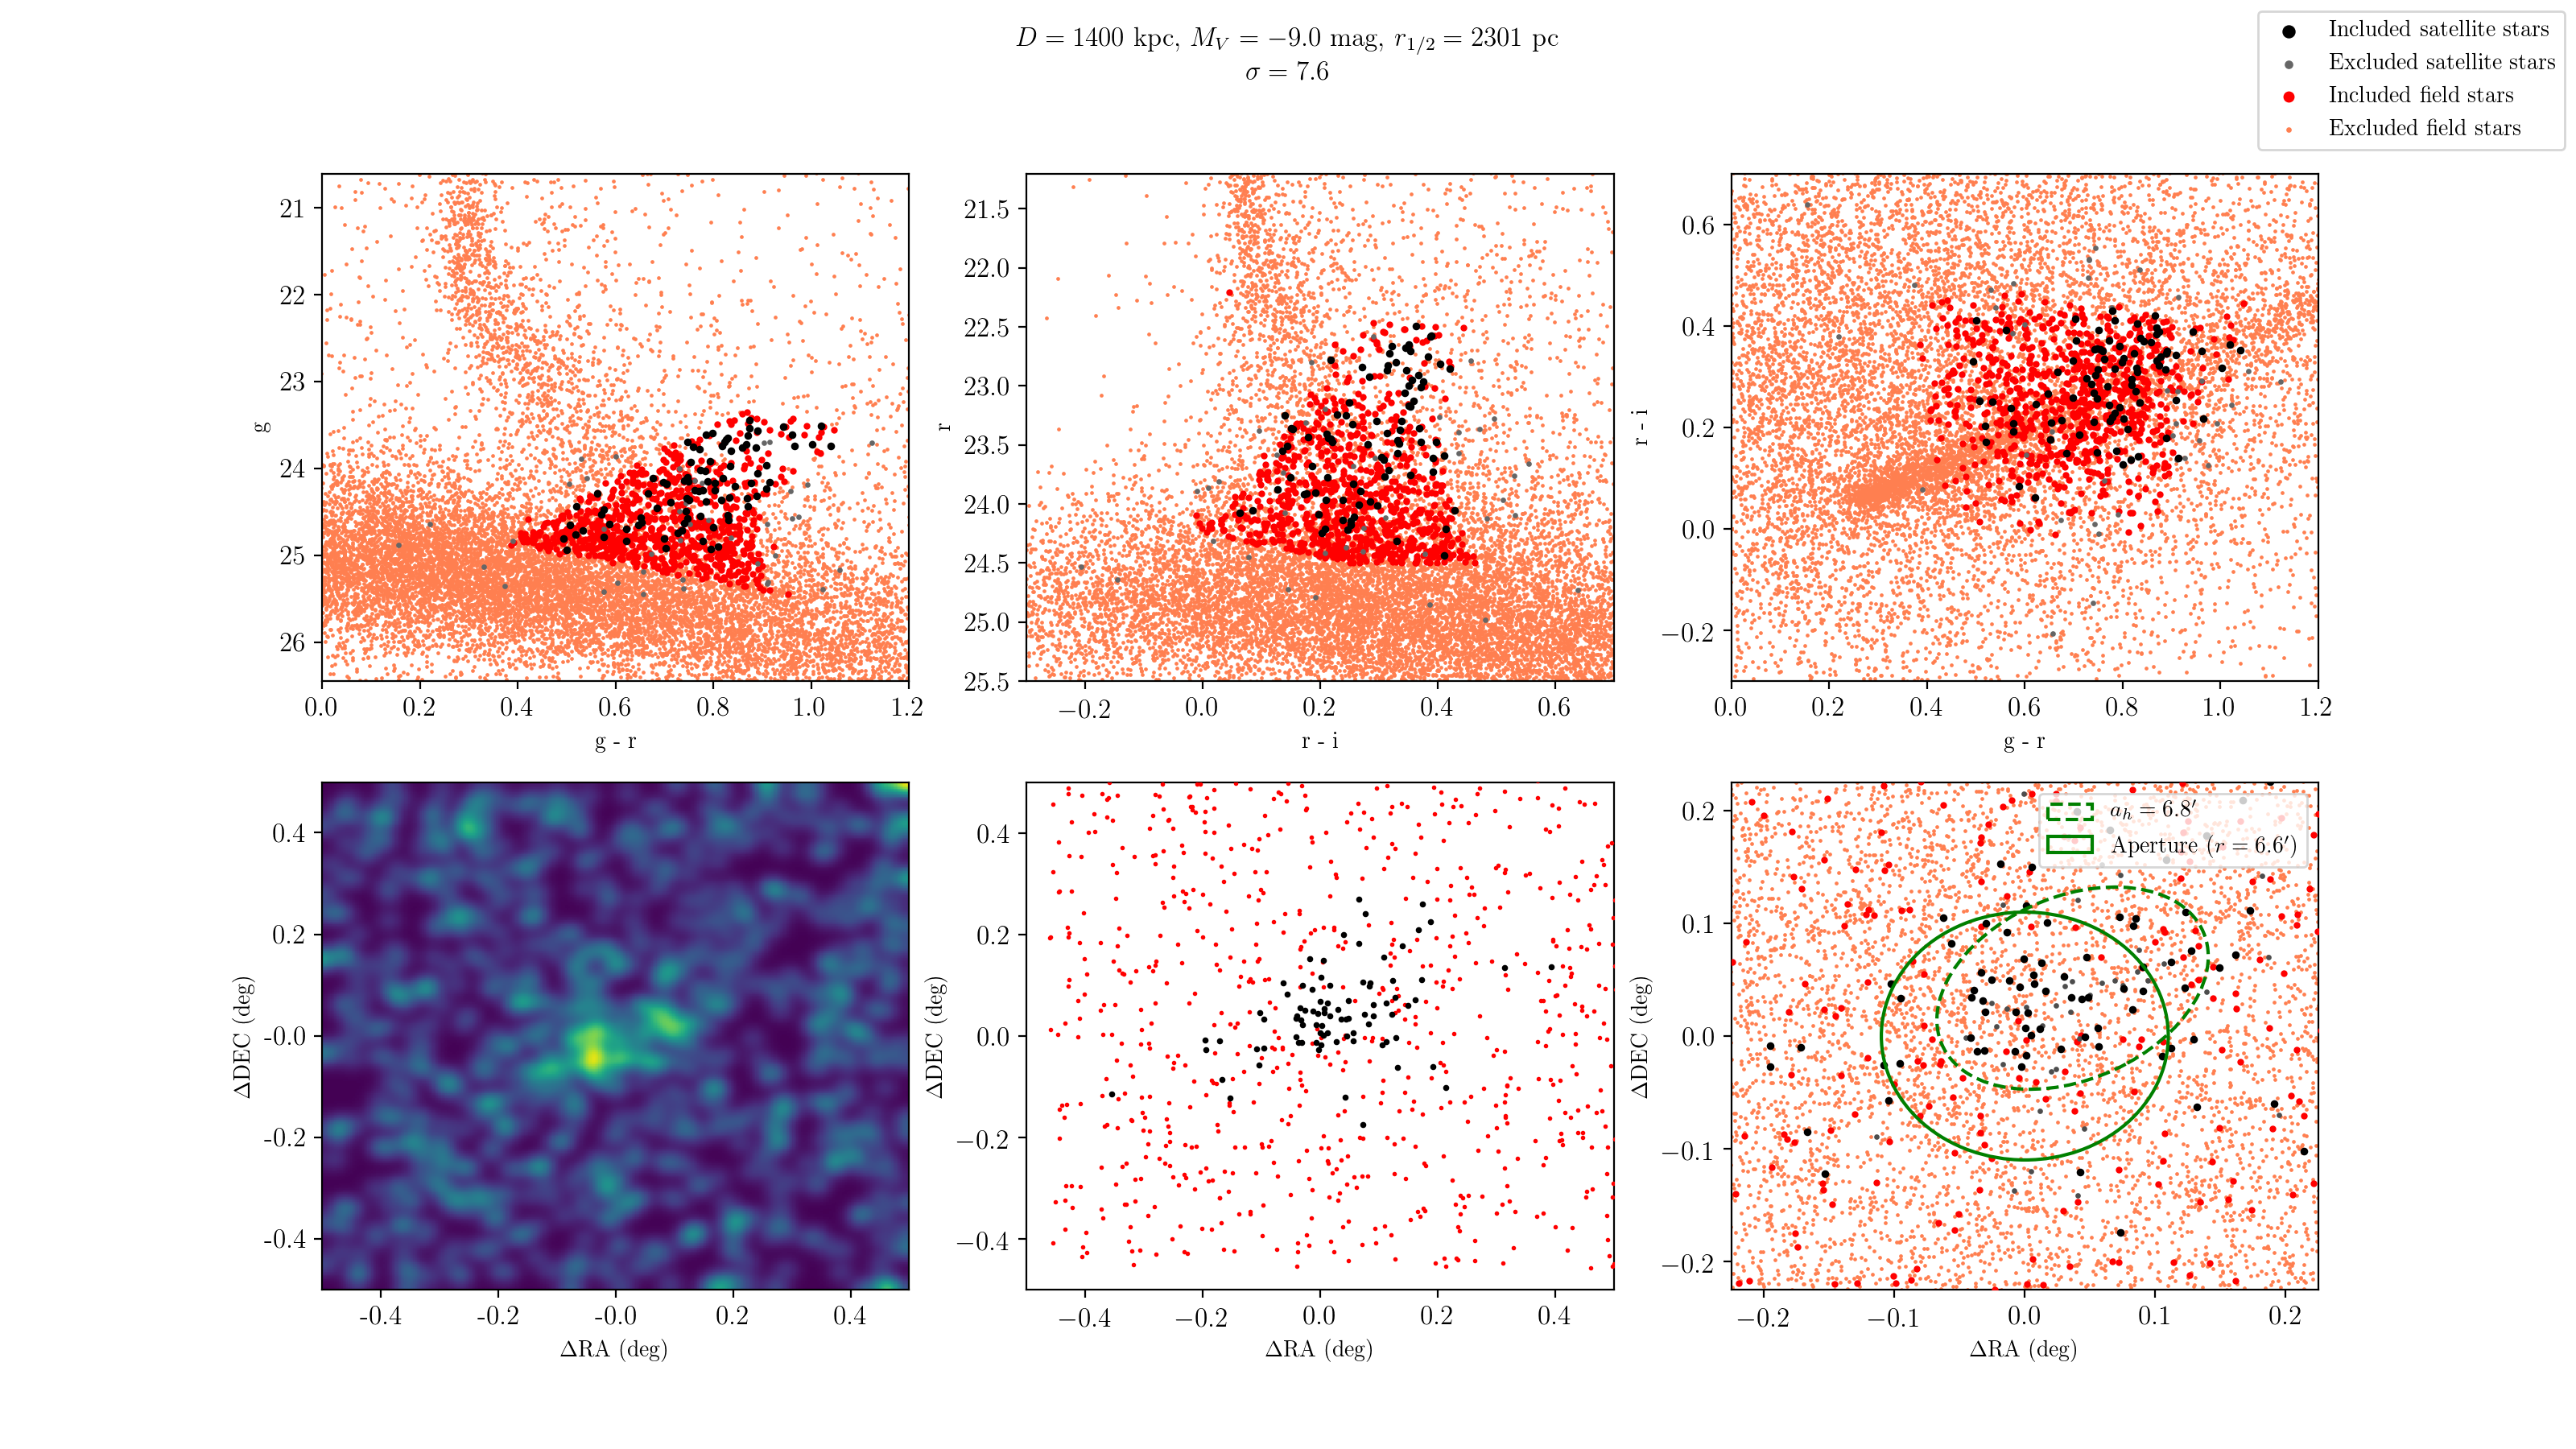 D = 1400 kpc, M_V = −9.0 mag, r_{1/2} = 2301 pc
σ = 7.6
Included satellite stars
Excluded satellite stars
Included field stars
Excluded field stars
21
22
23
24
25
26
g
0.0 0.2 0.4 0.6 0.8 1.0 1.2
g - r
21.5
22.0
22.5
23.0
23.5
24.0
24.5
25.0
25.5
r
−0.2 0.0 0.2 0.4 0.6
r - i
0.6
0.4
0.2
0.0
−0.2
r - i
0.0 0.2 0.4 0.6 0.8 1.0 1.2
g - r
0.4
0.2
-0.0
-0.2
-0.4
ΔDEC (deg)
-0.4 -0.2 -0.0 0.2 0.4
ΔRA (deg)
0.4
0.2
0.0
−0.2
−0.4
ΔDEC (deg)
−0.4 −0.2 0.0 0.2 0.4
ΔRA (deg)
a_h = 6.8′
Aperture (r = 6.6′)
0.2
0.1
0.0
−0.1
−0.2
ΔDEC (deg)
−0.2 −0.1 0.0 0.1 0.2
ΔRA (deg)